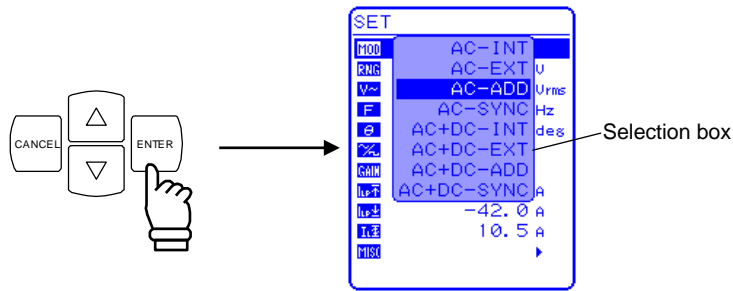 CANCEL
△
▽
ENTER
SET
MOD AC-INT
RNG AC-EXT V
V~ AC-ADD Vrms
F AC-SYNC Hz
θ AC+DC-INT deg
AC+DC-EXT
GAIN AC+DC-ADD
AC+DC-SYNC A
-42.0 A
10.5 A
MISC
Selection box